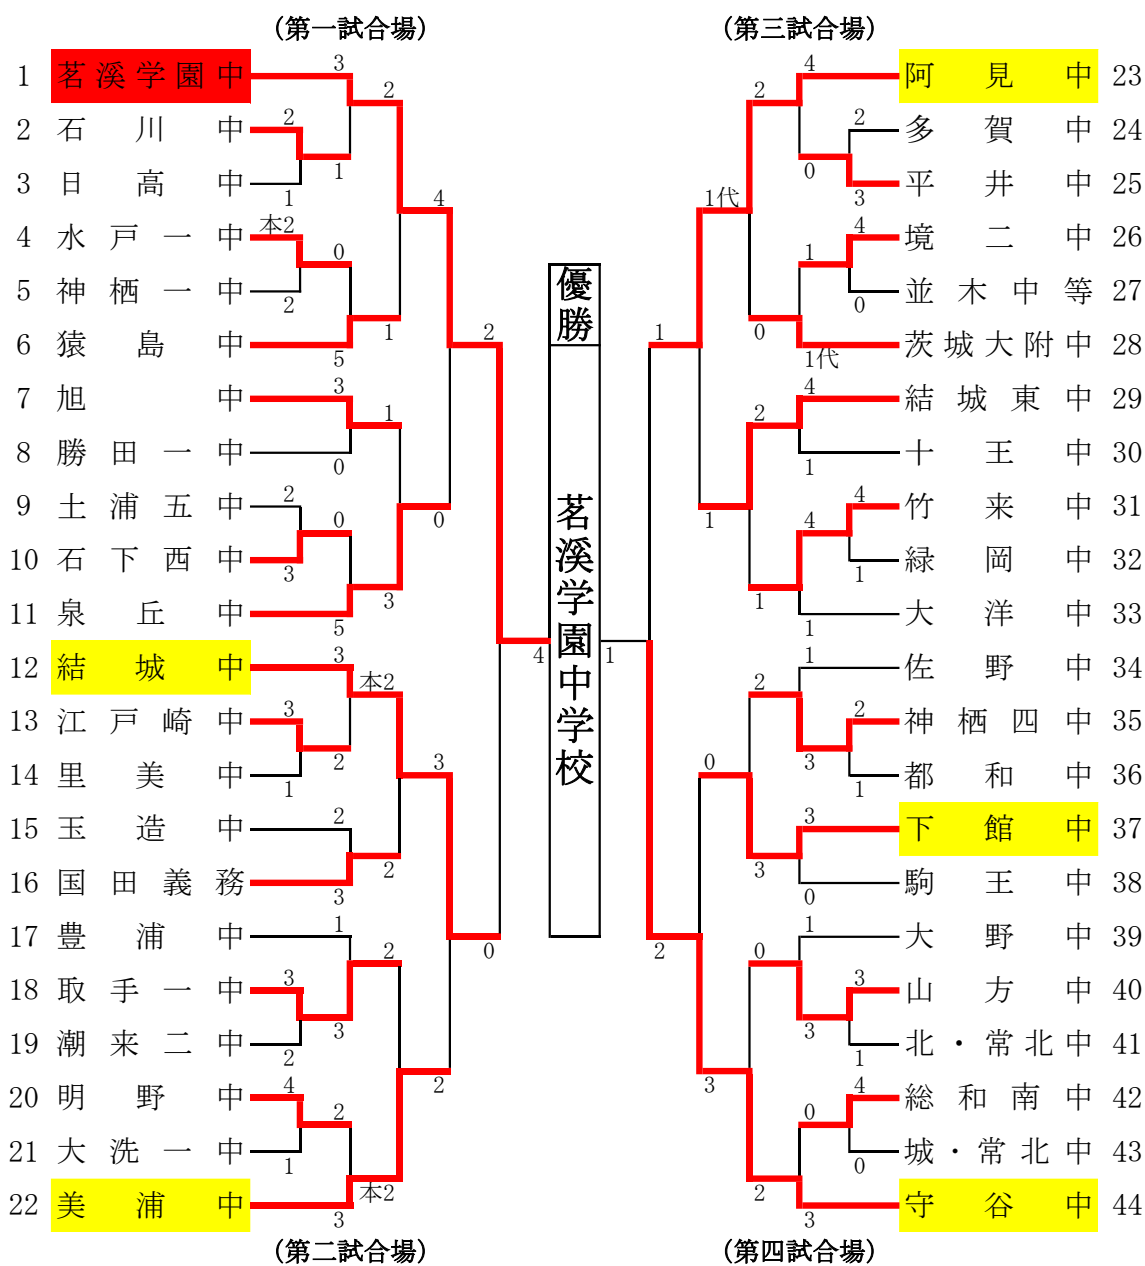 (第一試合場)
1 茗溪学園中
2 石川中
3 日高中
4 水戸一中
5 神栖一中
6 猿島中
7 旭中
8 勝田一中
9 土浦五中
10 石下西中
11 泉丘中
12 結城中
13 江戸崎中
14 里美中
15 玉造中
16 国田義務
17 豊浦中
18 取手一中
19 潮来二中
20 明野中
21 大洗一中
22 美浦中
(第二試合場)
3
2
2
1
1
4
本2
0
2
1
5
2
3
1
0
2
0
0
3
3
5
4
3
本2
3
2
1
3
2
2
3
1
2
0
3
3
2
2
4
2
1
本2
3
優勝
茗溪学園中学校
(第三試合場)
阿見中 23
多賀中 24
平井中 25
境二中 26
並木中等 27
茨城大附中 28
結城東中 29
十王中 30
竹来中 31
緑岡中 32
大洋中 33
佐野中 34
神栖四中 35
都和中 36
下館中 37
駒王中 38
大野中 39
山方中 40
北・常北中 41
総和南中 42
城・常北中 43
守谷中 44
(第四試合場)
4
2
2
0
3
1代
4
1
0
0
1代
1
4
2
1
4
1
4
1
1
1
1
1
2
2
3
1
0
3
3
0
1
2
0
3
3
1
3
4
0
0
2
3